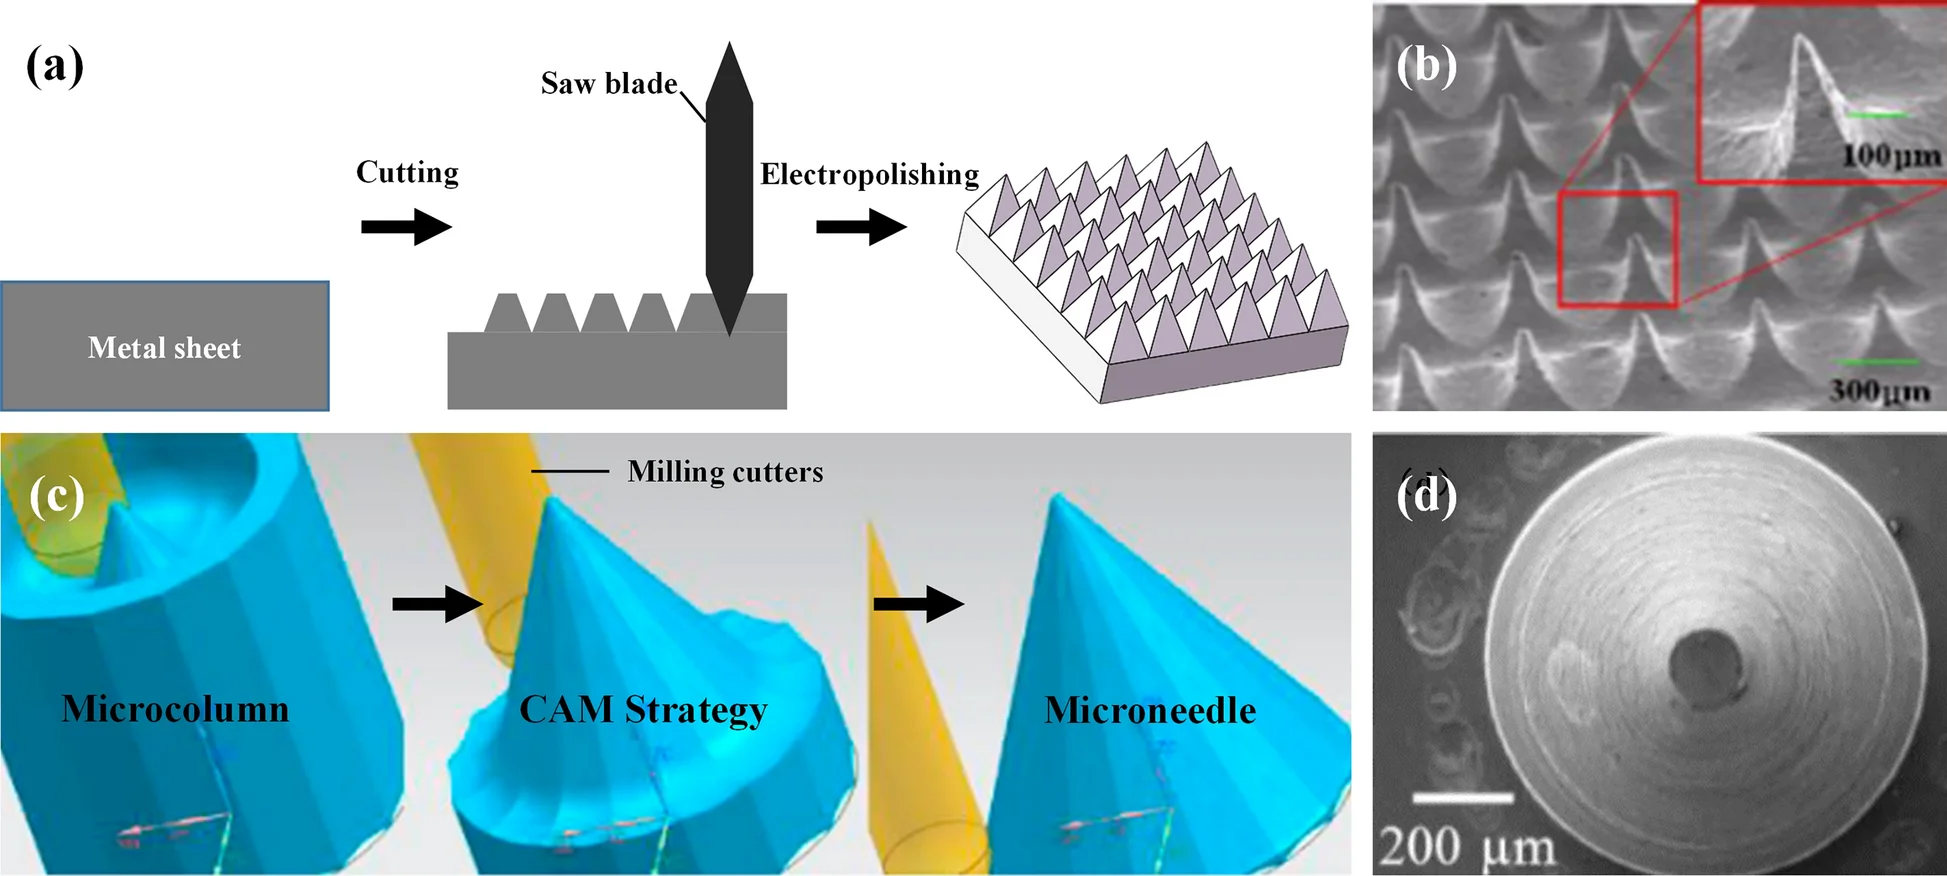 (a)
Saw blade
Cutting
Electropolishing
Metal sheet
(b)
100μm
300μm
(c)
Milling cutters
Microcolumn
CAM Strategy
Microneedle
(d)
200 μm